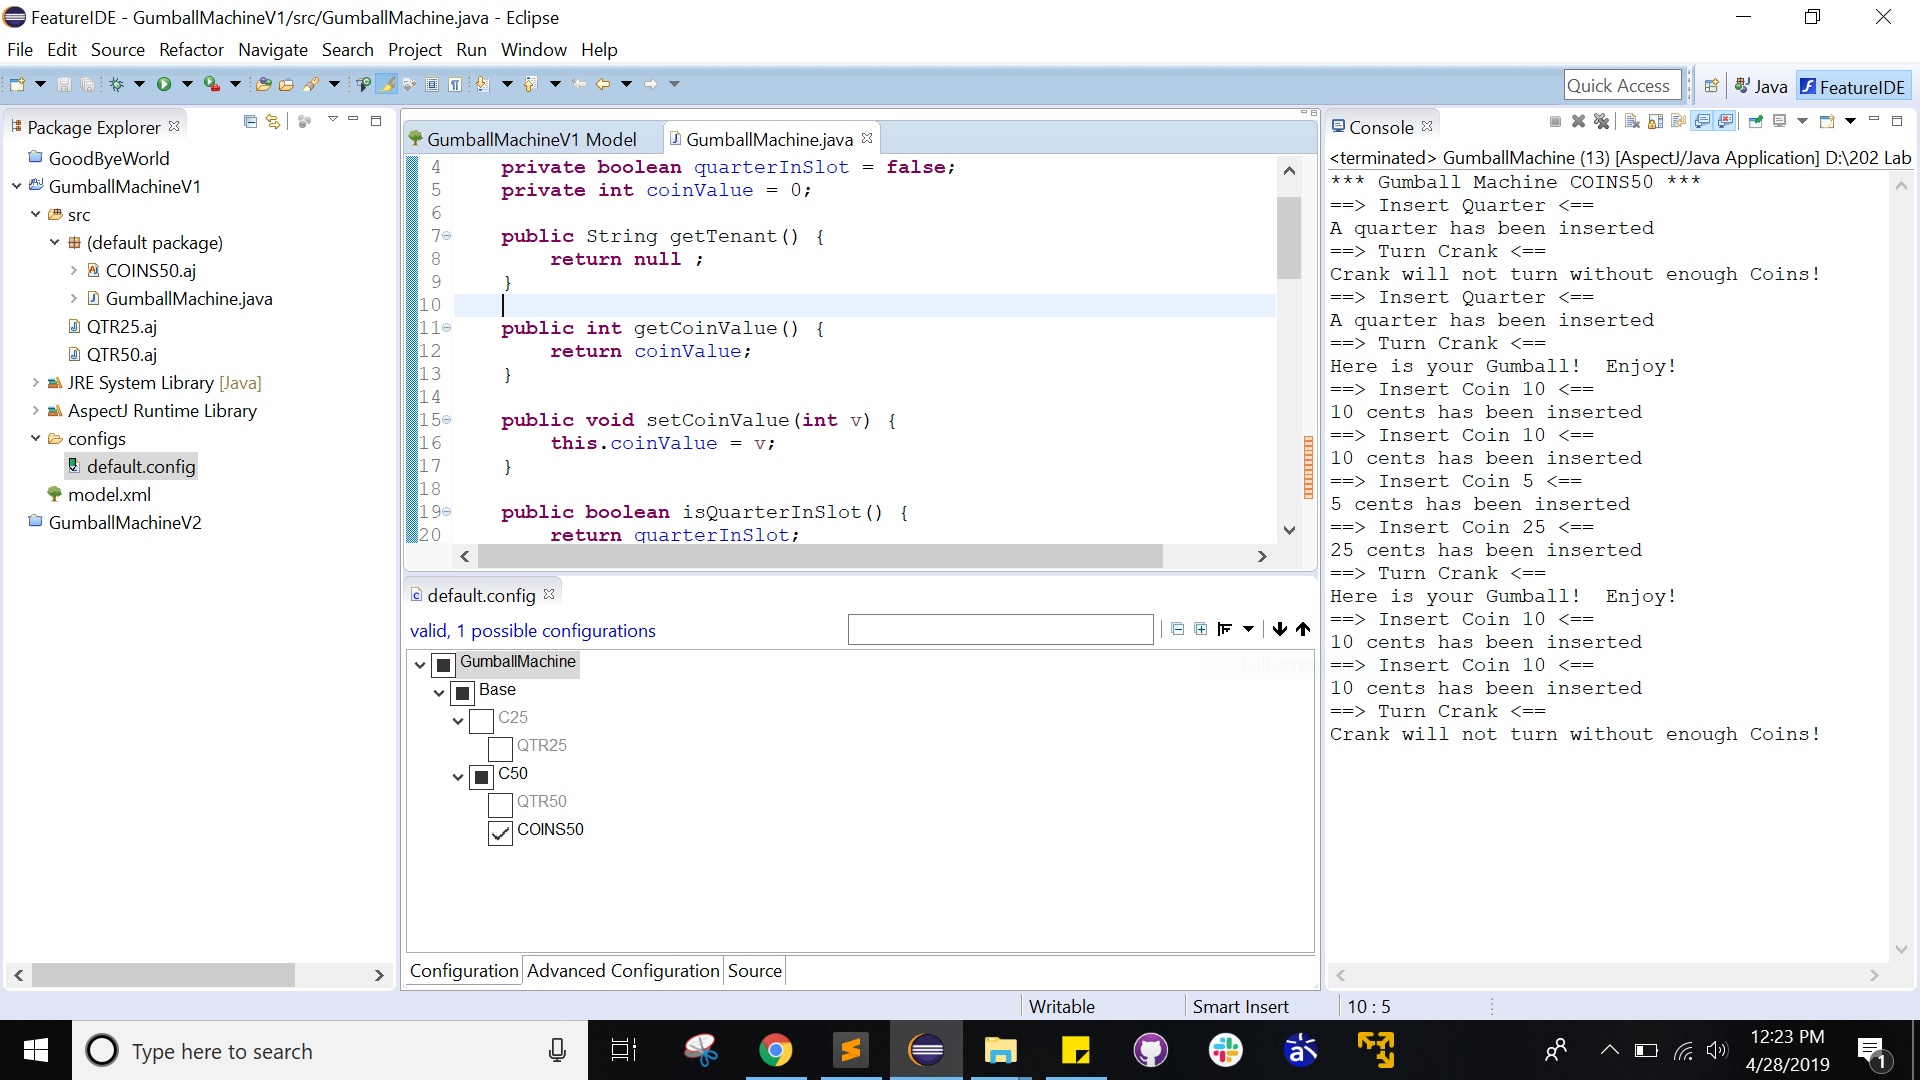 FeatureIDE - GumballMachineV1/src/GumballMachine.java - Eclipse
File Edit Source Refactor Navigate Search Project Run Window Help
Quick Access
Java
FeatureIDE
Package Explorer
GoodByeWorld
GumballMachineV1
src
(default package)
COINS50.aj
GumballMachine.java
QTR25.aj
QTR50.aj
JRE System Library [Java]
AspectJ Runtime Library
configs
default.config
model.xml
GumballMachineV2
GumballMachineV1 Model
GumballMachine.java
4 private boolean quarterInSlot = false;
5 private int coinValue = 0;
6
7 public String getTenant() {
8 return null ;
9 }
10
11 public int getCoinValue() {
12 return coinValue;
13 }
14
15 public void setCoinValue(int v) {
16 this.coinValue = v;
17 }
18
19 public boolean isQuarterInSlot() {
20 return quarterInSlot;
default.config
valid, 1 possible configurations
GumballMachine
Base
C25
QTR25
C50
QTR50
COINS50
Configuration Advanced Configuration Source
Console
<terminated> GumballMachine (13) [AspectJ/Java Application] D:\202 Lab
*** Gumball Machine COINS50 ***
==> Insert Quarter <==
A quarter has been inserted
==> Turn Crank <==
Crank will not turn without enough Coins!
==> Insert Quarter <==
A quarter has been inserted
==> Turn Crank <==
Here is your Gumball!  Enjoy!
==> Insert Coin 10 <==
10 cents has been inserted
==> Insert Coin 10 <==
10 cents has been inserted
==> Insert Coin 5 <==
5 cents has been inserted
==> Insert Coin 25 <==
25 cents has been inserted
==> Turn Crank <==
Here is your Gumball!  Enjoy!
==> Insert Coin 10 <==
10 cents has been inserted
==> Insert Coin 10 <==
10 cents has been inserted
==> Turn Crank <==
Crank will not turn without enough Coins!
Writable
Smart Insert
10 : 5
Type here to search
12:23 PM
4/28/2019
1